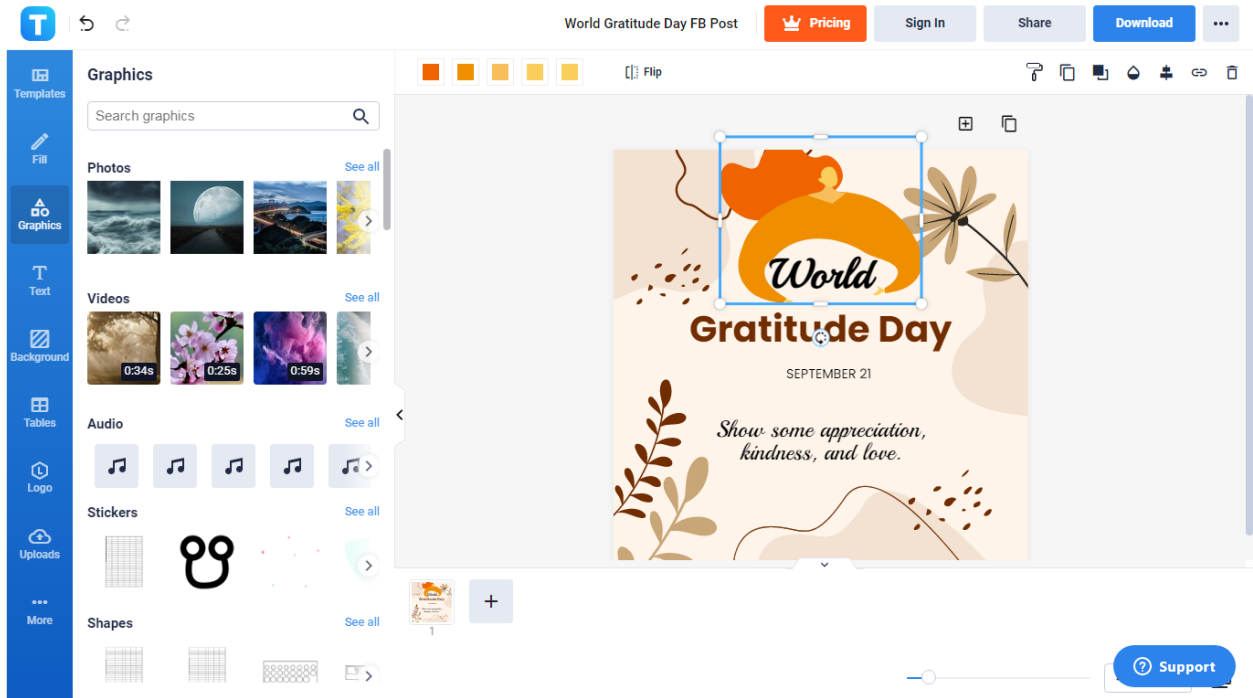 T
World Gratitude Day FB Post
Pricing
Sign In
Share
Download
Templates
Fill
Graphics
Text
Background
Tables
Logo
Uploads
More
Graphics
Search graphics
Photos
See all
Videos
See all
0:34s
0:25s
0:59s
Audio
See all
Stickers
See all
Shapes
See all
Flip
World
Gratitude Day
SEPTEMBER 21
Show some appreciation,
kindness, and love.
1
Support